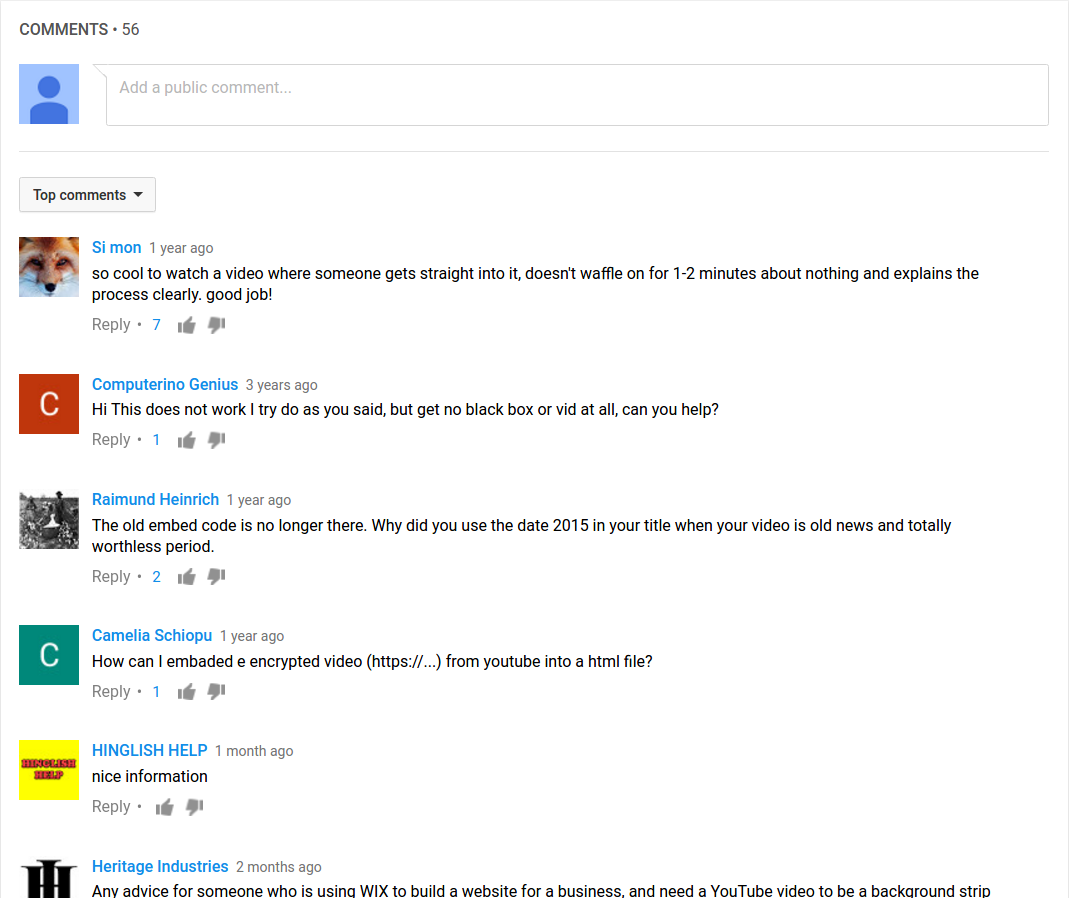 COMMENTS • 56
Add a public comment...
Top comments
Si mon 1 year ago
so cool to watch a video where someone gets straight into it, doesn't waffle on for 1-2 minutes about nothing and explains the
process clearly. good job!
Reply • 7
C
Computerino Genius 3 years ago
Hi This does not work I try do as you said, but get no black box or vid at all, can you help?
Reply • 1
Raimund Heinrich 1 year ago
The old embed code is no longer there. Why did you use the date 2015 in your title when your video is old news and totally
worthless period.
Reply • 2
C
Camelia Schiopu 1 year ago
How can I embaded e encrypted video (https://...) from youtube into a html file?
Reply • 1
HINGLISH
HELP
HINGLISH HELP 1 month ago
nice information
Reply •
Heritage Industries 2 months ago
Any advice for someone who is using WIX to build a website for a business, and need a YouTube video to be a background strip